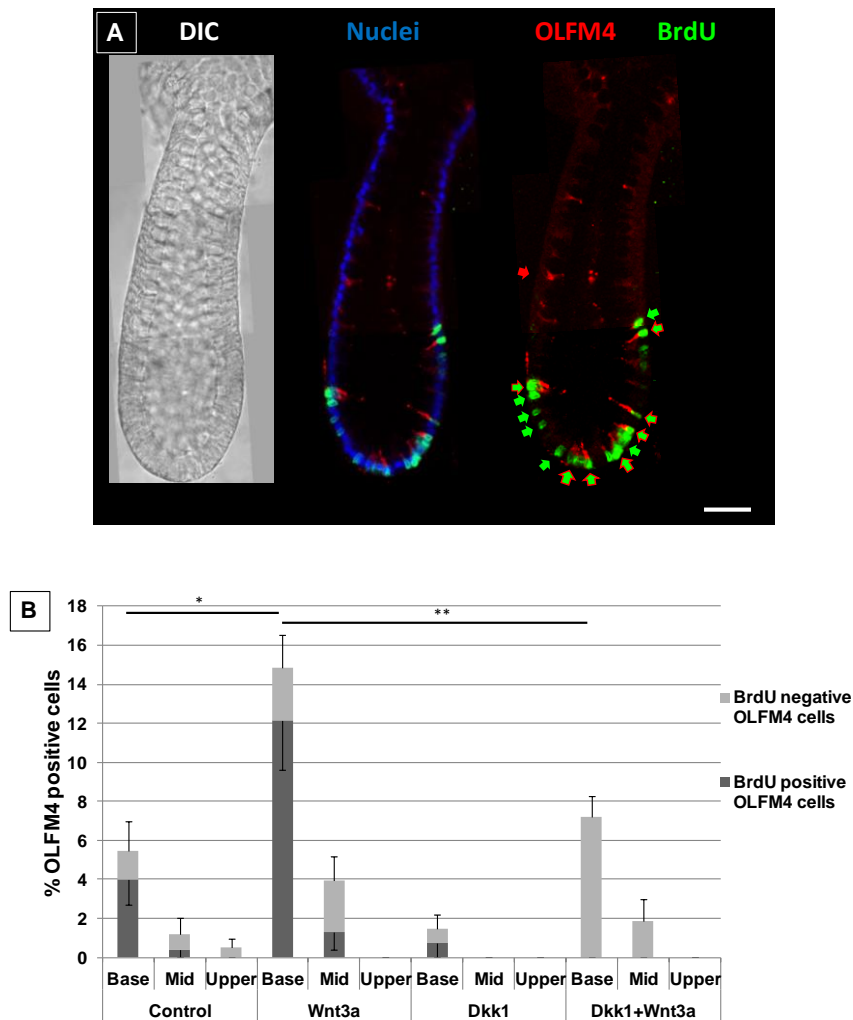 A DIC Nuclei OLFM4 BrdU
B
% OLFM4 positive cells
18
16
14
12
10
8
6
4
2
0
*
**
BrdU negative
OLFM4 cells
BrdU positive
OLFM4 cells
Base Mid Upper Base Mid Upper Base Mid Upper Base Mid Upper
Control Wnt3a Dkk1 Dkk1+Wnt3a